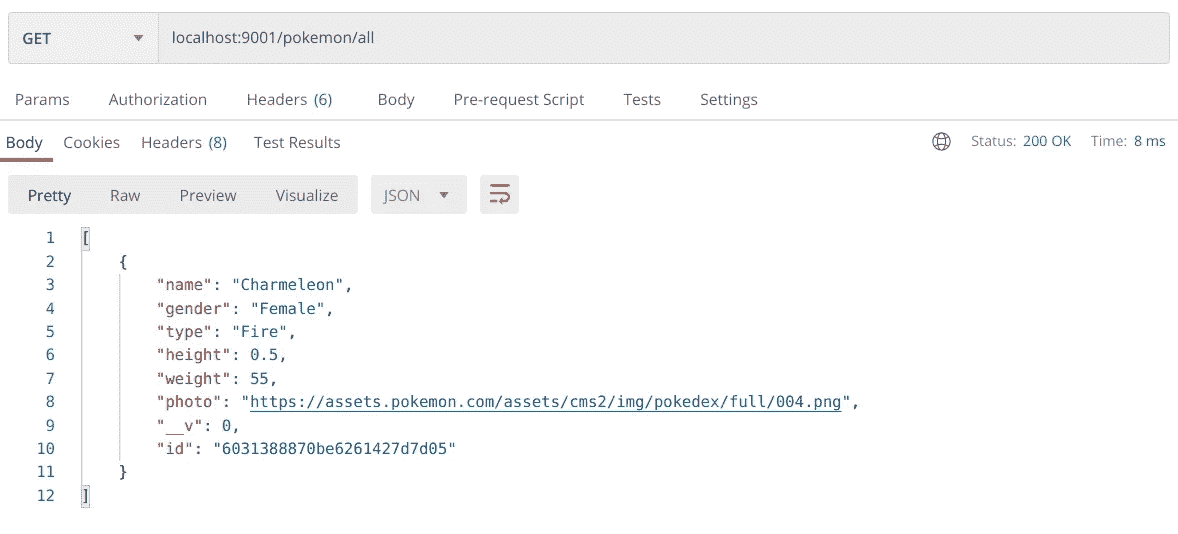 GET localhost:9001/pokemon/all
Params Authorization Headers (6) Body Pre-request Script Tests Settings
Body Cookies Headers (8) Test Results Status: 200 OK Time: 8 ms
Pretty Raw Preview Visualize JSON
1 [
2 {
3 "name": "Charmeleon",
4 "gender": "Female",
5 "type": "Fire",
6 "height": 0.5,
7 "weight": 55,
8 "photo": "https://assets.pokemon.com/assets/cms2/img/pokedex/full/004.png",
9 "__v": 0,
10 "id": "6031388870be6261427d7d05"
11 }
12 ]